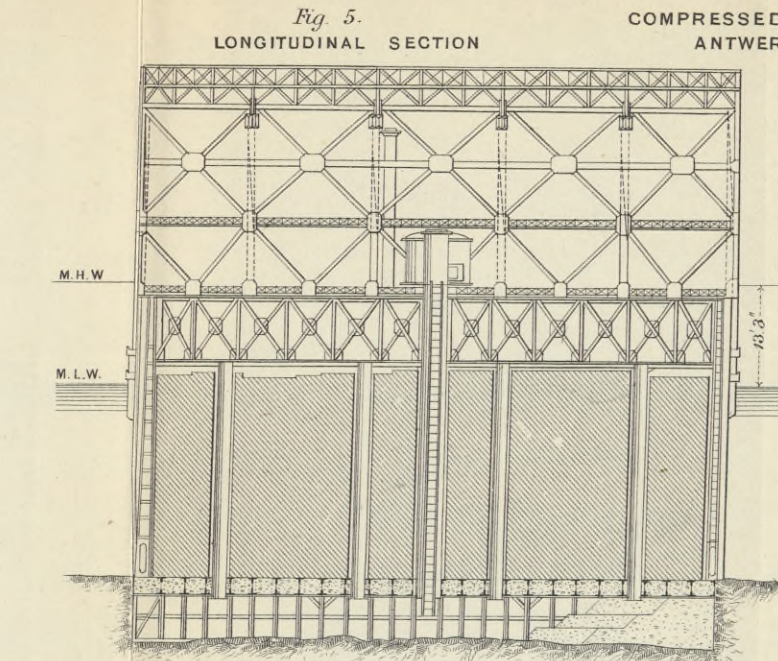 Fig. 5.
LONGITUDINAL SECTION
COMPRESSED
ANTWER
M.H.W
M.L.W.
13'3"